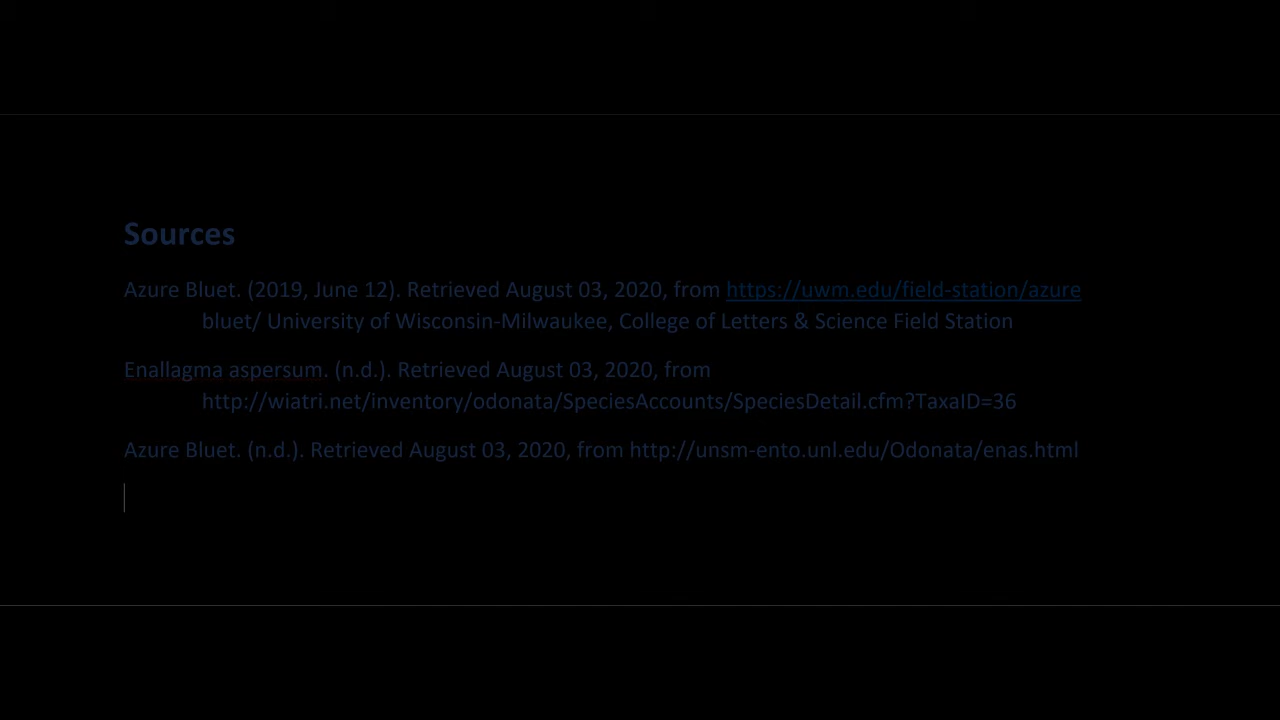 Sources
Azure Bluet. (2019, June 12). Retrieved August 03, 2020, from https://uwm.edu/field-station/azure
bluet/ University of Wisconsin-Milwaukee, College of Letters & Science Field Station
Enallagma aspersum. (n.d.). Retrieved August 03, 2020, from
http://wiatri.net/inventory/odonata/SpeciesAccounts/SpeciesDetail.cfm?TaxaID=36
Azure Bluet. (n.d.). Retrieved August 03, 2020, from http://unsm-ento.unl.edu/Odonata/enas.html